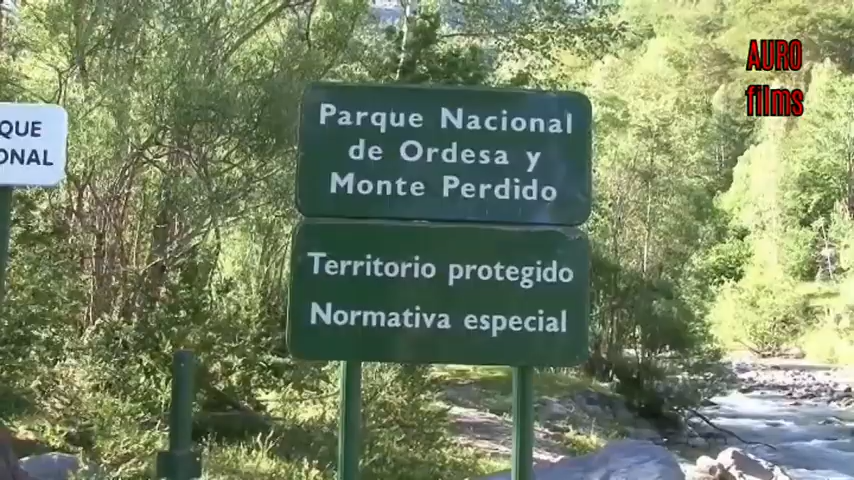 AURO
films
QUE
ONAL
Parque Nacional
de Ordesa y
Monte Perdido
Territorio protegido
Normativa especial